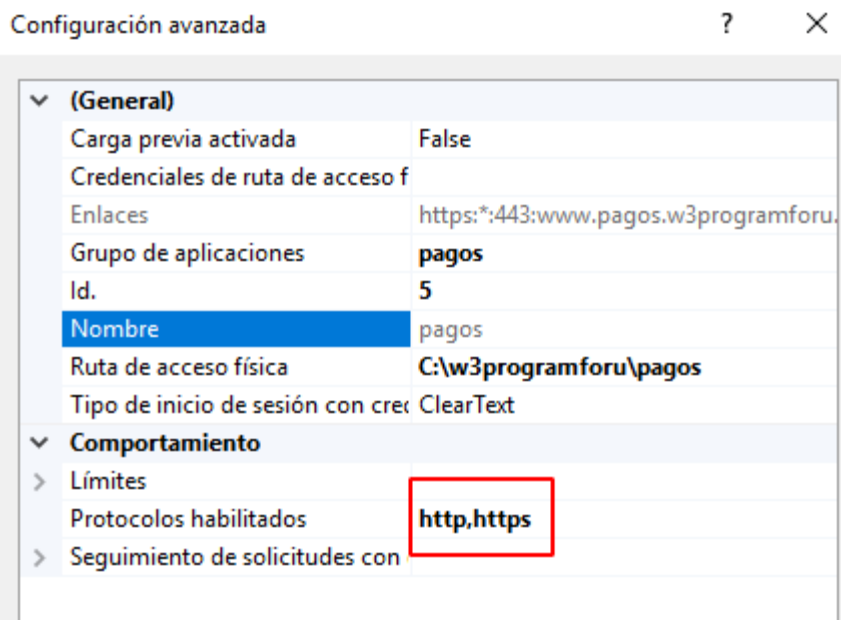 Configuración avanzada ?
(General)
Carga previa activada False
Credenciales de ruta de acceso f
Enlaces https:*:443:www.pagos.w3programforu.
Grupo de aplicaciones pagos
Id. 5
Nombre pagos
Ruta de acceso física C:\w3programforu\pagos
Tipo de inicio de sesión con cred ClearText
Comportamiento
Límites
Protocolos habilitados http,https
Seguimiento de solicitudes con